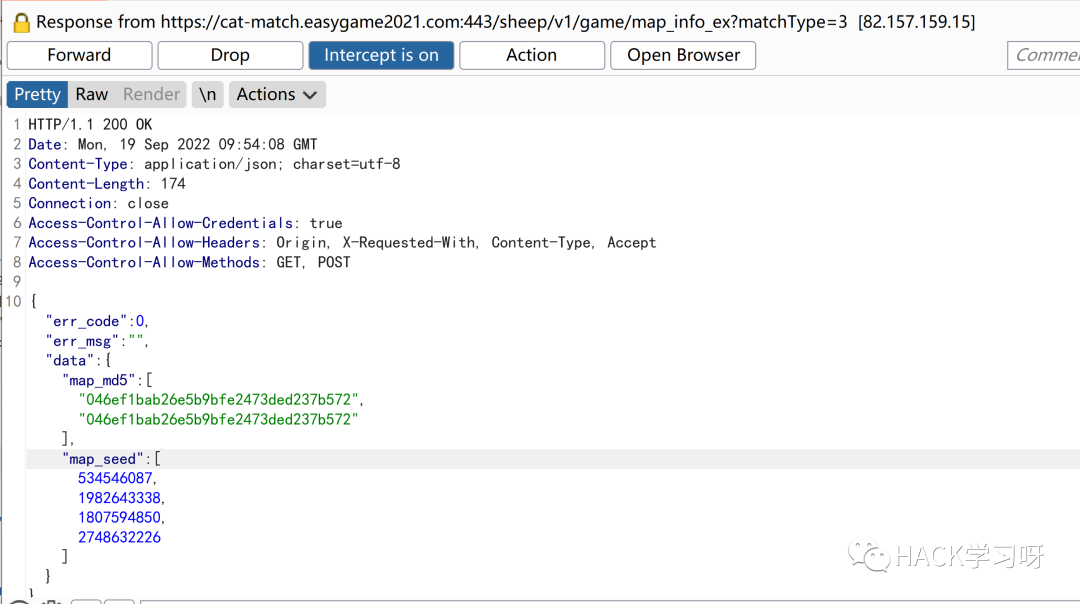 Response from https://cat-match.easygame2021.com:443/sheep/v1/game/map_info_ex?matchType=3 [82.157.159.15]
Forward Drop Intercept is on Action Open Browser Comme
Pretty Raw Render \n Actions
1 HTTP/1.1 200 OK
2 Date: Mon, 19 Sep 2022 09:54:08 GMT
3 Content-Type: application/json; charset=utf-8
4 Content-Length: 174
5 Connection: close
6 Access-Control-Allow-Credentials: true
7 Access-Control-Allow-Headers: Origin, X-Requested-With, Content-Type, Accept
8 Access-Control-Allow-Methods: GET, POST
9
10 {
"err_code":0,
"err_msg":"",
"data":{
"map_md5":[
"046ef1bab26e5b9bfe2473ded237b572",
"046ef1bab26e5b9bfe2473ded237b572"
],
"map_seed":[
534546087,
1982643338,
1807594850,
2748632226
]
}
}
HACK学习呀